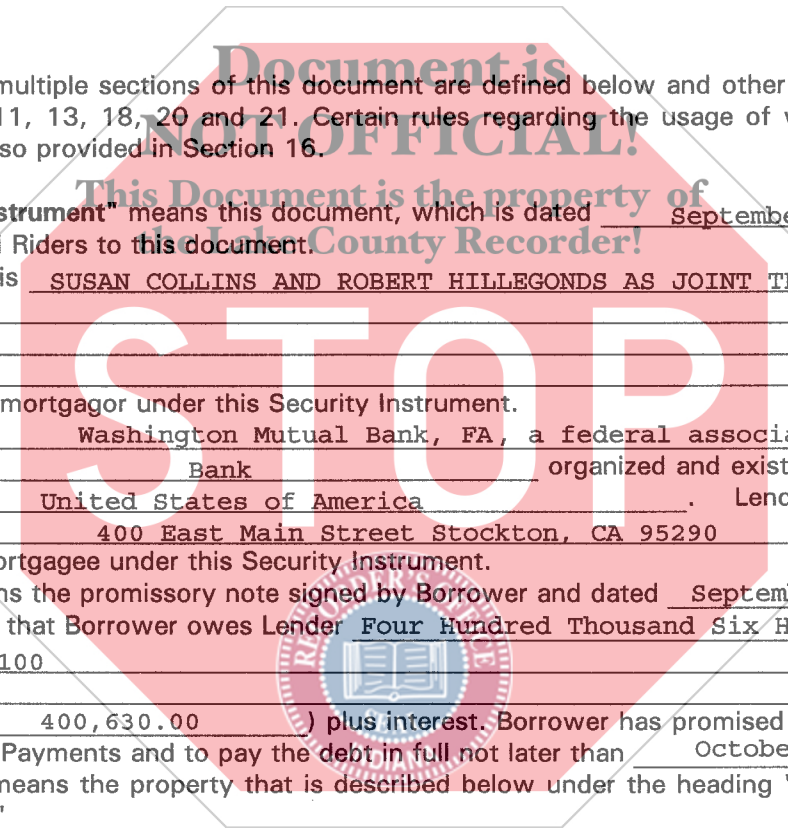 Document is
multiple sections of this document are defined below and other
11, 13, 18, 20 and 21. Certain rules regarding the usage of
NOT OFFICIAL!
so provided in Section 16.
This Document is the property of
strument" means this document, which is dated Septembe
the Lake County Recorder!
Riders to this document.
is SUSAN COLLINS AND ROBERT HILLEGONDS AS JOINT TE
STOP
mortgagor under this Security Instrument.
Washington Mutual Bank, FA, a federal associa
Bank organized and exist
United States of America. Lend
400 East Main Street Stockton, CA 95290
ortgagee under this Security Instrument.
ns the promissory note signed by Borrower and dated Septem
that Borrower owes Lender Four Hundred Thousand Six H
100
400,630.00 ) plus interest. Borrower has promised
Payments and to pay the debt in full not later than Octobe
means the property that is described below under the heading "
"
RECORDER'S OFFICE
SEAL
INDIANA